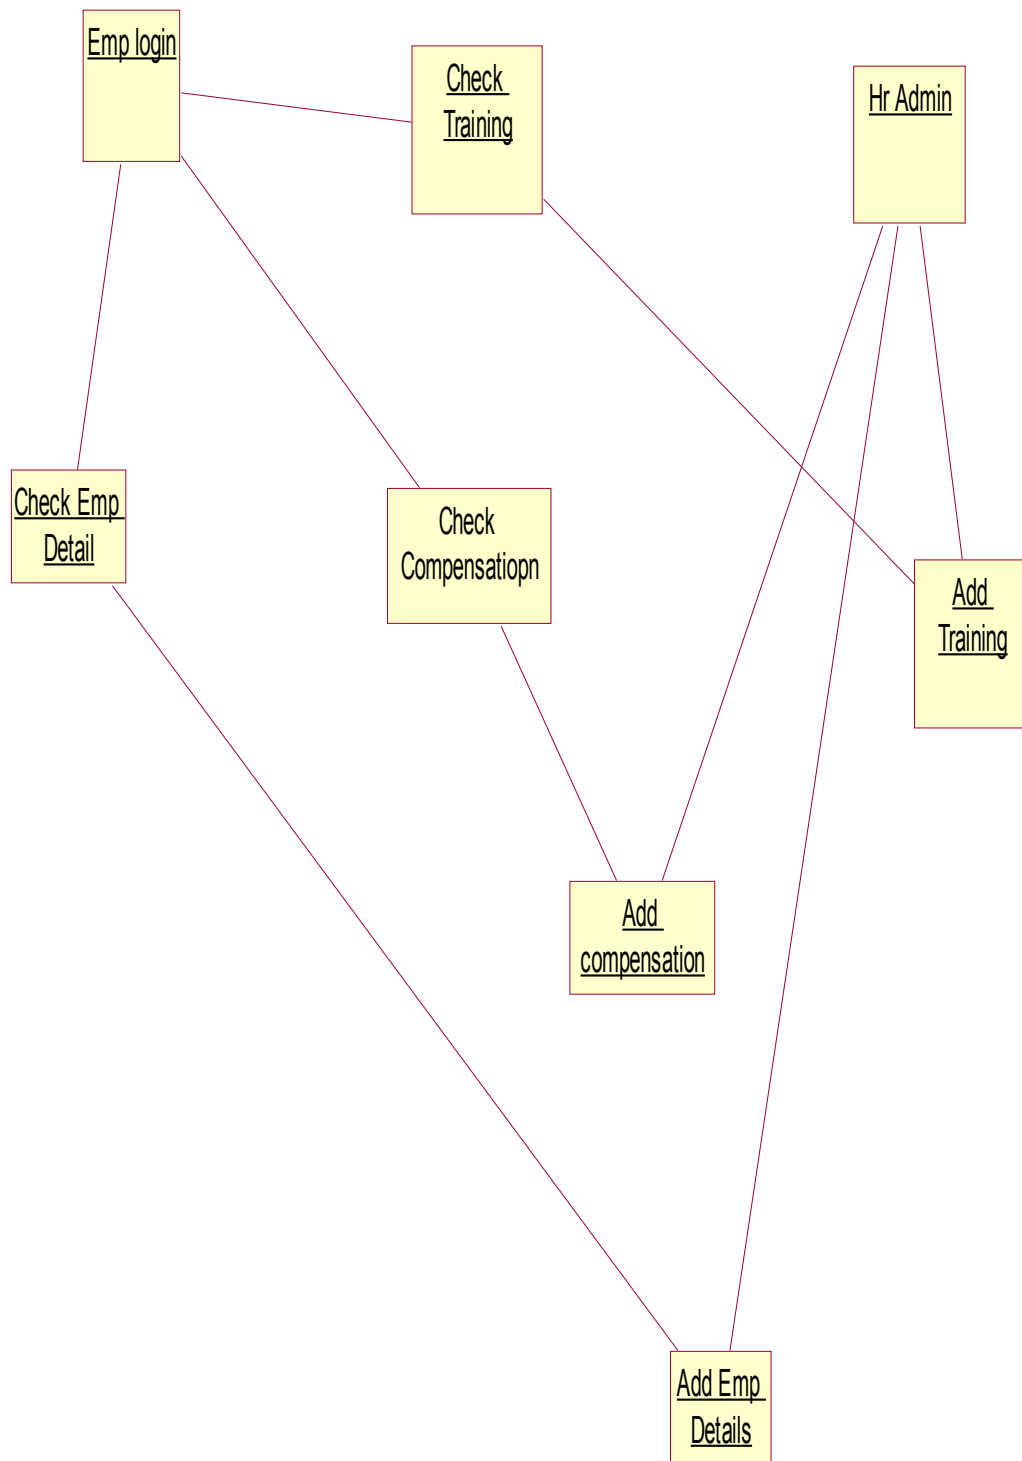 Emp login
Check
Training
Hr Admin
Check Emp
Detail
Check
Compensatiopn
Add
Training
Add
compensation
Add Emp
Details